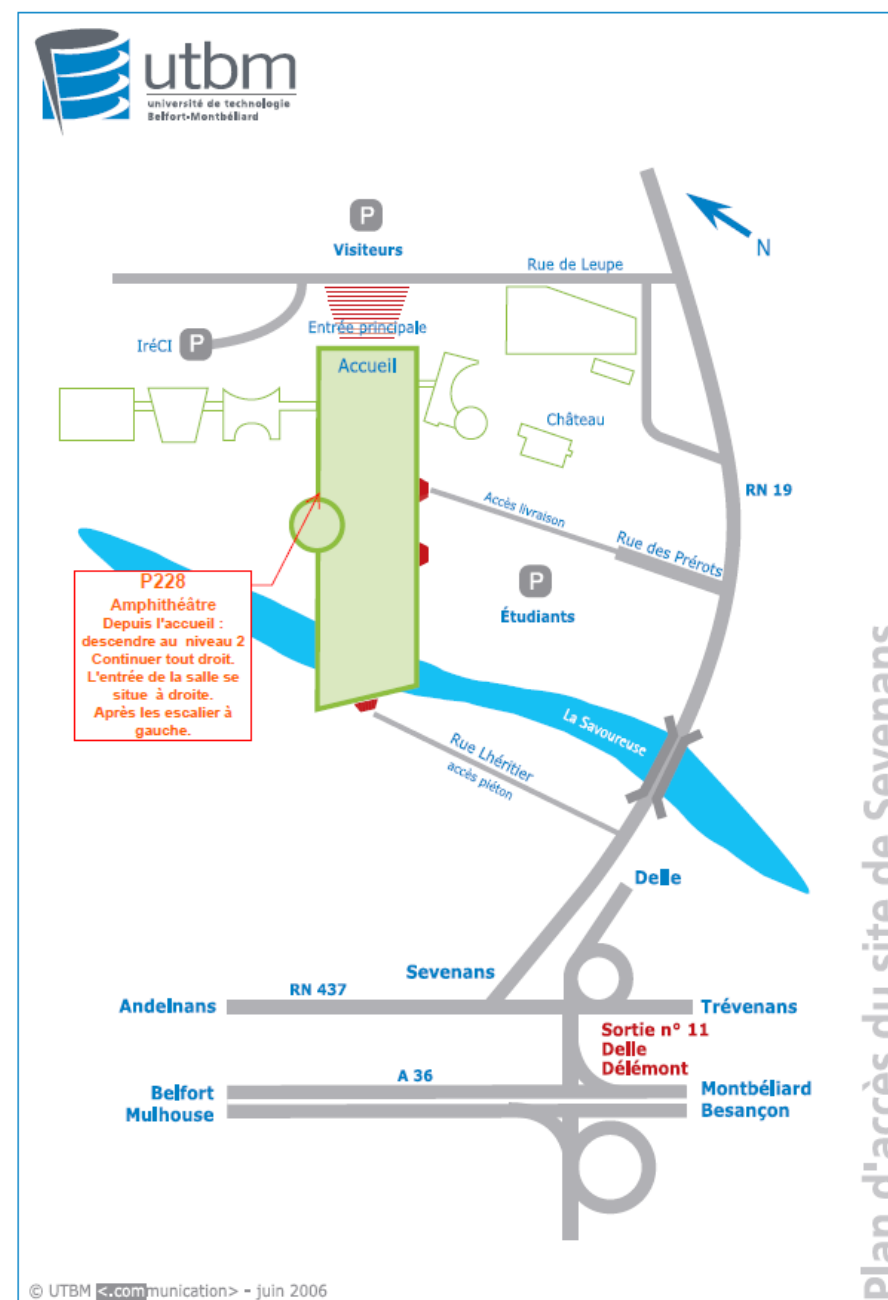 utbm
université de technologie
Belfort-Montbéliard
P
Visiteurs
N
Rue de Leupe
Entrée principale
IréCI P
Accueil
Château
RN 19
Accès livraison
Rue des Prérots
P
Étudiants
P228
Amphithéâtre
Depuis l'accueil :
descendre au niveau 2
Continuer tout droit.
L'entrée de la salle se
situe à droite.
Après les escalier à
gauche.
La Savoureuse
Rue Lhéritier
accès piéton
Delle
Sevenans
RN 437
Andelnans
Trévenans
Sortie n° 11
Delle
Délémont
A 36
Belfort
Mulhouse
Montbéliard
Besançon
Plan d'accès du site de Sevenans
© UTBM <.communication> - juin 2006